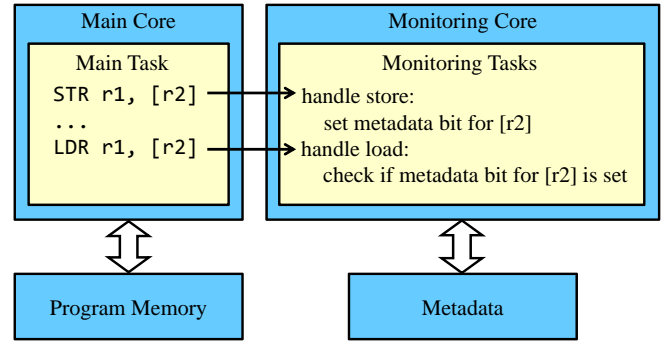 Main Core
Main Task
STR r1, [r2]
...
LDR r1, [r2]
Monitoring Core
Monitoring Tasks
handle store:
set metadata bit for [r2]
handle load:
check if metadata bit for [r2] is set
Program Memory
Metadata